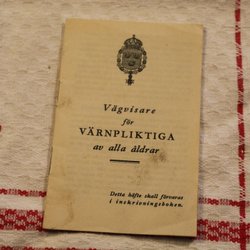 Vägvisare
för
VÄRNPLIKTIGA
av alla åldrar
Detta häfte skall förvaras
i inskrivningsboken.